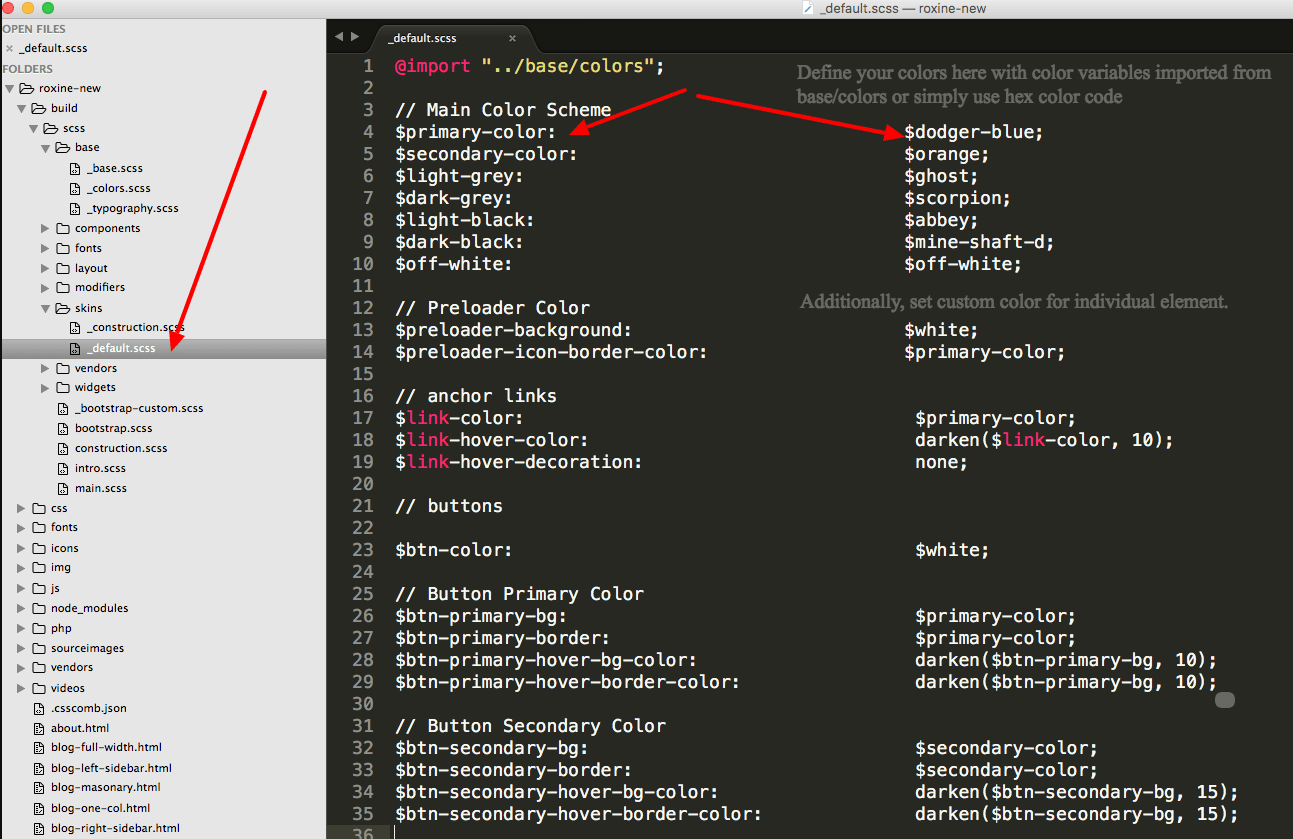 _default.scss — roxine-new
OPEN FILES
_default.scss
FOLDERS
roxine-new
build
scss
base
_base.scss
_colors.scss
_typography.scss
components
fonts
layout
modifiers
skins
_construction.scss
_default.scss
vendors
widgets
_bootstrap-custom.scss
bootstrap.scss
construction.scss
intro.scss
main.scss
css
fonts
icons
img
js
node_modules
php
sourceimages
vendors
videos
.csscomb.json
about.html
blog-full-width.html
blog-left-sidebar.html
blog-masonary.html
blog-one-col.html
blog-right-sidebar.html
_default.scss
1 @import "../base/colors";
Define your colors here with color variables imported from
base/colors or simply use hex color code
2
3 // Main Color Scheme
4 $primary-color: $dodger-blue;
5 $secondary-color: $orange;
6 $light-grey: $ghost;
7 $dark-grey: $scorpion;
8 $light-black: $abbey;
9 $dark-black: $mine-shaft-d;
10 $off-white: $off-white;
11
Additionally, set custom color for individual element.
12 // Preloader Color
13 $preloader-background: $white;
14 $preloader-icon-border-color: $primary-color;
15
16 // anchor links
17 $link-color: $primary-color;
18 $link-hover-color: darken($link-color, 10);
19 $link-hover-decoration: none;
20
21 // buttons
22
23 $btn-color: $white;
24
25 // Button Primary Color
26 $btn-primary-bg: $primary-color;
27 $btn-primary-border: $primary-color;
28 $btn-primary-hover-bg-color: darken($btn-primary-bg, 10);
29 $btn-primary-hover-border-color: darken($btn-primary-bg, 10);
30
31 // Button Secondary Color
32 $btn-secondary-bg: $secondary-color;
33 $btn-secondary-border: $secondary-color;
34 $btn-secondary-hover-bg-color: darken($btn-secondary-bg, 15);
35 $btn-secondary-hover-border-color: darken($btn-secondary-bg, 15);
36